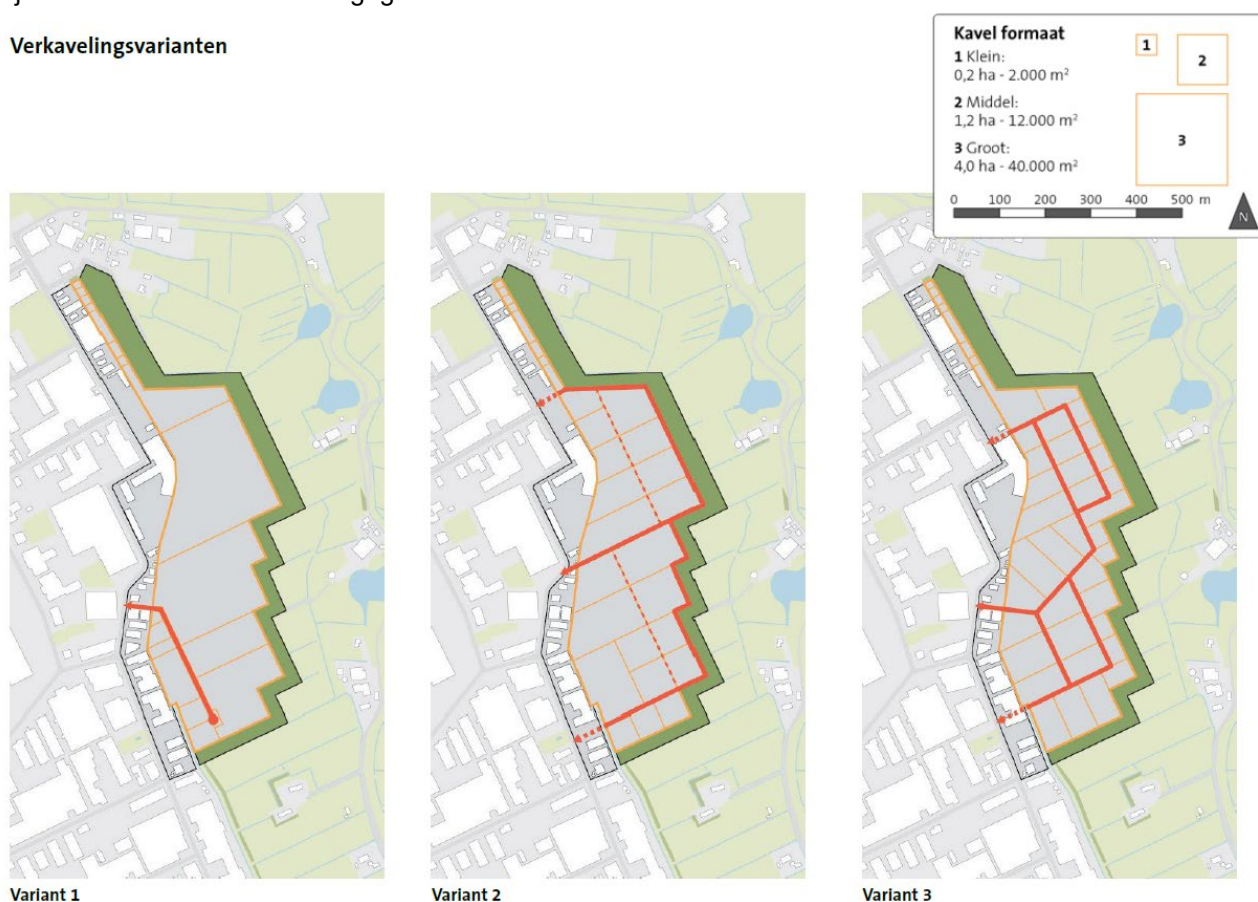 Verkavelingsvarianten
Kavel formaat
1 Klein:
0,2 ha - 2.000 m²
2 Middel:
1,2 ha - 12.000 m²
3 Groot:
4,0 ha - 40.000 m²
1
2
3
0 100 200 300 400 500 m
N
Variant 1
Variant 2
Variant 3